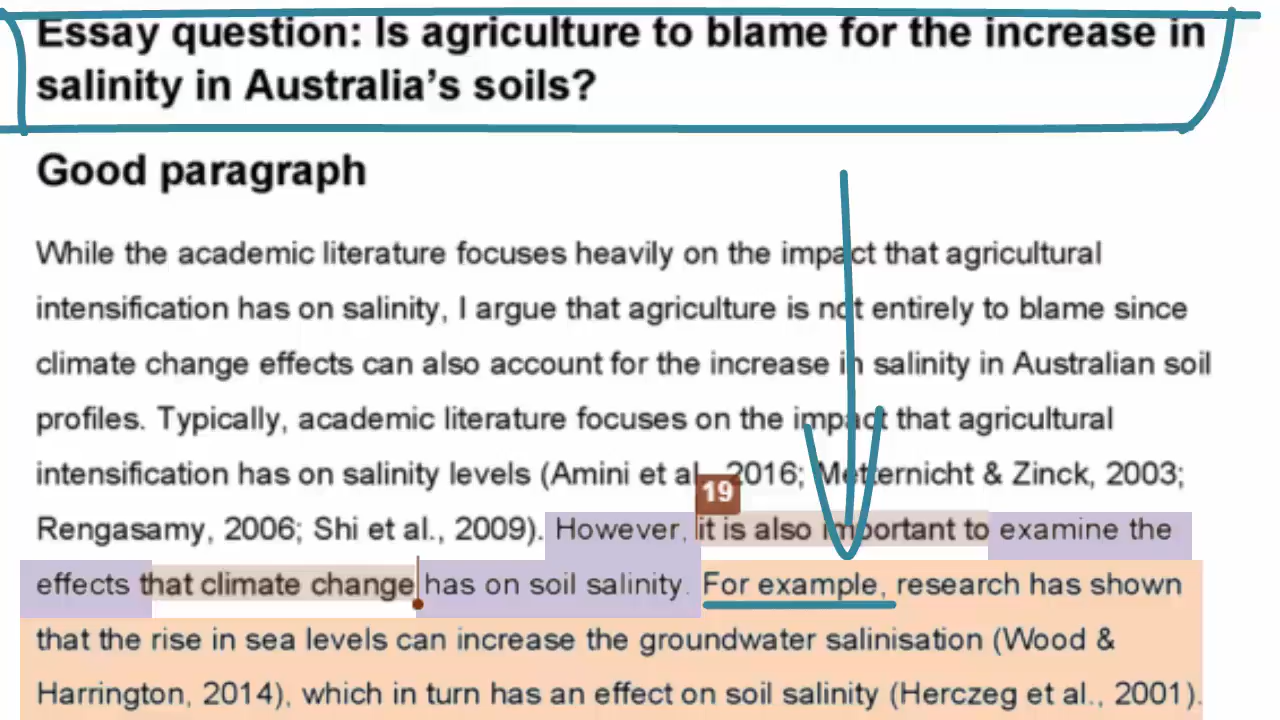 Essay question: Is agriculture to blame for the increase in
salinity in Australia's soils?
Good paragraph
While the academic literature focuses heavily on the impact that agricultural
intensification has on salinity, I argue that agriculture is not entirely to blame since
climate change effects can also account for the increase in salinity in Australian soil
profiles. Typically, academic literature focuses on the impact that agricultural
intensification has on salinity levels (Amini et al., 2016; Metternicht & Zinck, 2003;
19
Rengasamy, 2006; Shi et al., 2009). However, it is also important to examine the
effects that climate change has on soil salinity. For example, research has shown
that the rise in sea levels can increase the groundwater salinisation (Wood &
Harrington, 2014), which in turn has an effect on soil salinity (Herczeg et al., 2001).